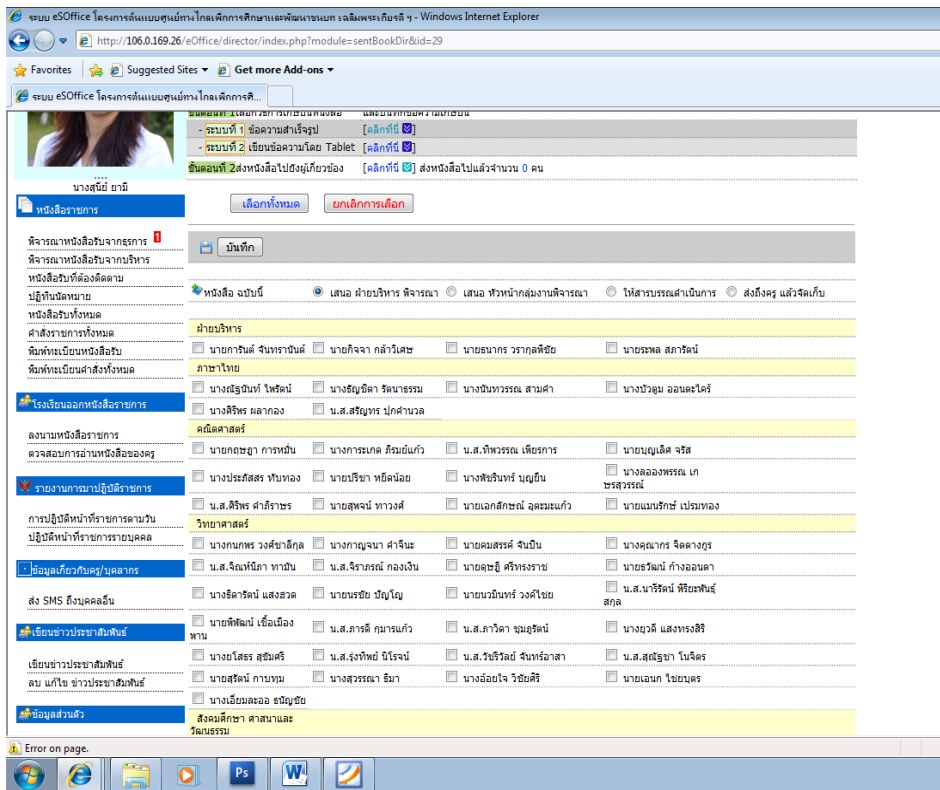 ระบบ eSOffice โครงการต้นแบบศูนย์ทางไกลเพื่อการศึกษาและพัฒนาชนบท เฉลิมพระเกียรติ ฯ - Windows Internet Explorer
http://106.0.169.26/eOffice/director/index.php?module=sentBookDir&id=29
Favorites Suggested Sites Get more Add-ons
ระบบ eSOffice โครงการต้นแบบศูนย์ทางไกลเพื่อการศึ...
- ระบบที่ 1 ข้อความสำเร็จรูป [คลิกที่นี่]
- ระบบที่ 2 เขียนข้อความโดย Tablet [คลิกที่นี่]
ขั้นตอนที่ 2ส่งหนังสือไปยังผู้เกี่ยวข้อง [คลิกที่นี่] ส่งหนังสือไปแล้วจำนวน 0 คน
....
นางสุนีย์ ยามี
เลือกทั้งหมด ยกเลิกการเลือก
หนังสือราชการ
พิจารณาหนังสือรับจากธุรการ 1
พิจารณาหนังสือรับจากบริหาร
หนังสือรับที่ต้องติดตาม
ปฏิทินนัดหมาย
หนังสือรับทั้งหมด
คำสั่งราชการทั้งหมด
พิมพ์ทะเบียนหนังสือรับ
พิมพ์ทะเบียนคำสั่งทั้งหมด
โรงเรียนออกหนังสือราชการ
ลงนามหนังสือราชการ
ตวจสอบการอ่านหนังสือของครู
รายงานการมาปฏิบัติราชการ
การปฏิบัติหน้าที่ราชการตามวัน
ปฏิบัติหน้าที่ราชการรายบุคคล
ข้อมูลเกี่ยวกับครู/บุคลากร
ส่ง SMS ถึงบุคคลอื่น
เขียนข่าวประชาสัมพันธ์
เขียนข่าวประชาสัมพันธ์
ลบ แก้ไข ข่าวประชาสัมพันธ์
ข้อมูลส่วนตัว
บันทึก
หนังสือ ฉบับนี้ เสนอ ฝ่ายบริหาร พิจารณา เสนอ หัวหน้ากลุ่มงานพิจารณา ให้สารบรรณดำเนินการ ส่งถึงครู แล้วจัดเก็บ
ฝ่ายบริหาร
นายการันต์ จันทรานันต์ นายกิจจา กล้าวิเศษ นายธนากร วรากุลพิชัย นายระพล สภารัตน์
ภาษาไทย
นางณัฐนันท์ ไพรัตน์ นางธัญชิดา รัตนาธรรม นางนันทวรรณ สามคำ นางบัวตูม ออนตะไคร้
นางศิริพร ผลากอง น.ส.สรัญทร ปุกคำนวล
คณิตศาสตร์
นายกฤษฎา การหมั่น นางการะเกด ภิรมย์แก้ว น.ส.ทิพวรรณ เพียรการ นายบุญเลิศ จรัส
นางประภัสสร ทับทอง นายปรีชา หยิดน้อย นางพัชรินทร์ บุญยืน นางลอองพรรณ เก
ษรสุวรรณ์
น.ส.ศิริพร คำภิราษร นายสุพจน์ ทาวงศ์ นายเอกลักษณ์ อุตะมะแก้ว นายแมนรักษ์ เปรมทอง
วิทยาศาสตร์
นางกนกพร วงศ์ชาลีกุล นางกาญจนา คำจีนะ นายคมสรรค์ จันปิน นางคุณากร จิตตางกูร
น.ส.จิณห์นิภา ทามัน น.ส.จิราภรณ์ กองเงิน นายดุษฎี ศรีทรงราช นายธวัฒน์ ก้างออนตา
นางธิดารัตน์ แสงฮวด นายนรชัย ปัญโญ นายนวมินทร์ วงค์ไชย น.ส.นารีรัตน์ พิริยะพันธุ์
สกุล
นายพิพัฒน์ เชื้อเมือง
พาน น.ส.ภารดี กุมารแก้ว น.ส.ภาวิดา ชุมภูรัตน์ นางยุวดี แสงทรงสิริ
นางยโสธร สุขัมศรี น.ส.รุ่งทิพย์ นิโรจน์ น.ส.วัชรีวัลย์ จันทร์อาสา น.ส.สุณัฐชา โนจิตร
นายสุรัตน์ กาบทุม นางสุวรรณา ธิมา นางอ้อยใจ วิชัยศิริ นายเอนก ไชยบุตร
นางเอี่ยมละออ ธนัญชัย
สังคมศึกษา ศาสนาและ
วัฒนธรรม
Error on page.
Ps
W